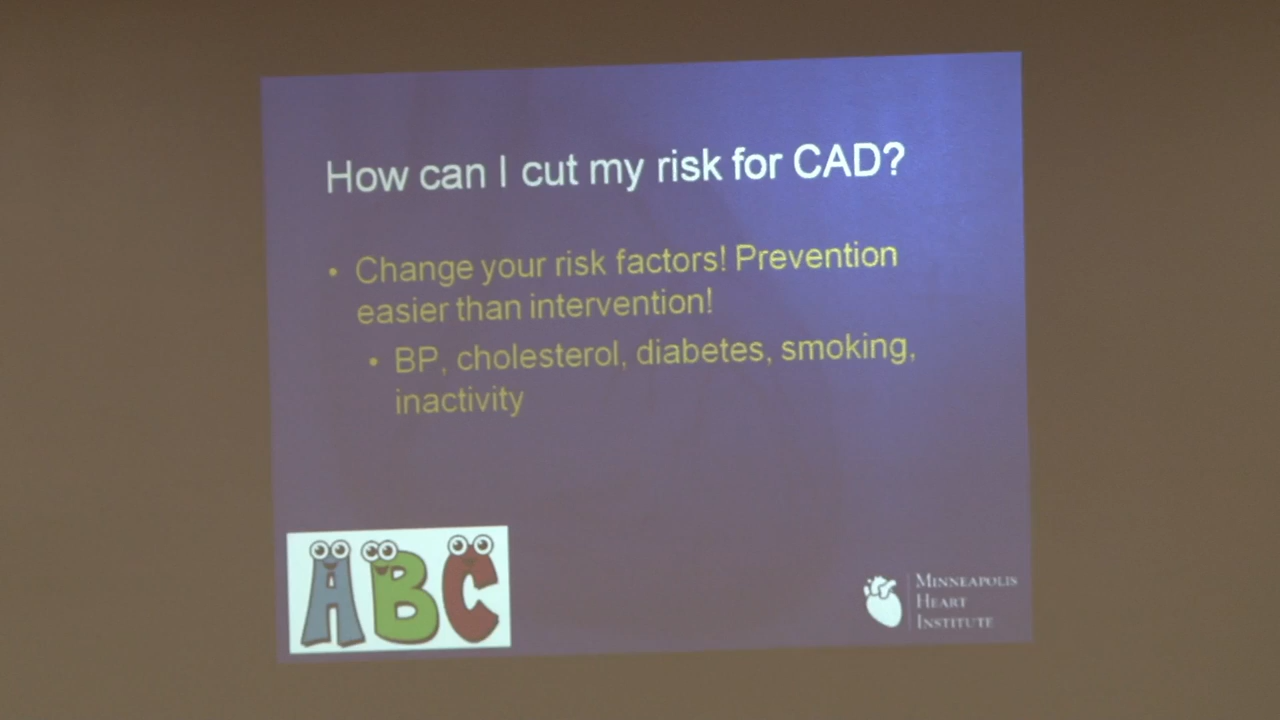 How can I cut my risk for CAD?
• Change your risk factors! Prevention
easier than intervention!
• BP, cholesterol, diabetes, smoking,
inactivity
ABC
MINNEAPOLIS
HEART
INSTITUTE